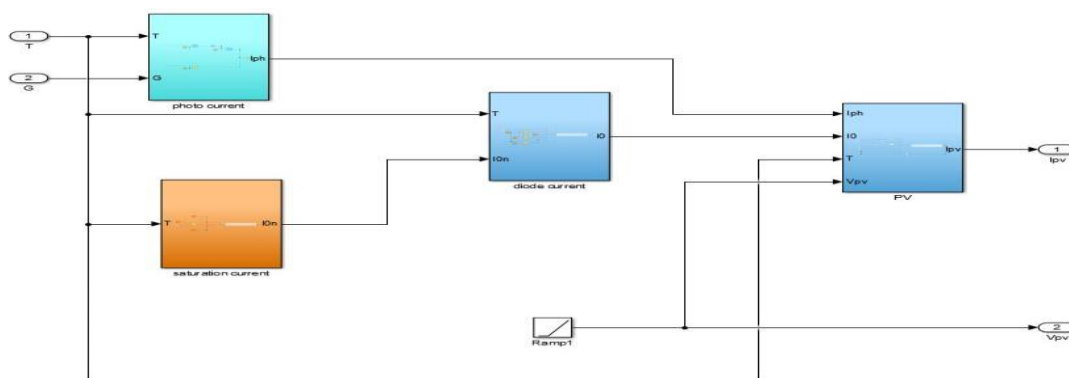 1
T
2
G
T
G
Iph
photo current
T
I0n
I0
diode current
T
I0n
saturation current
Iph
I0
T
Vpv
Ipv
PV
1
Ipv
Ramp1
2
Vpv